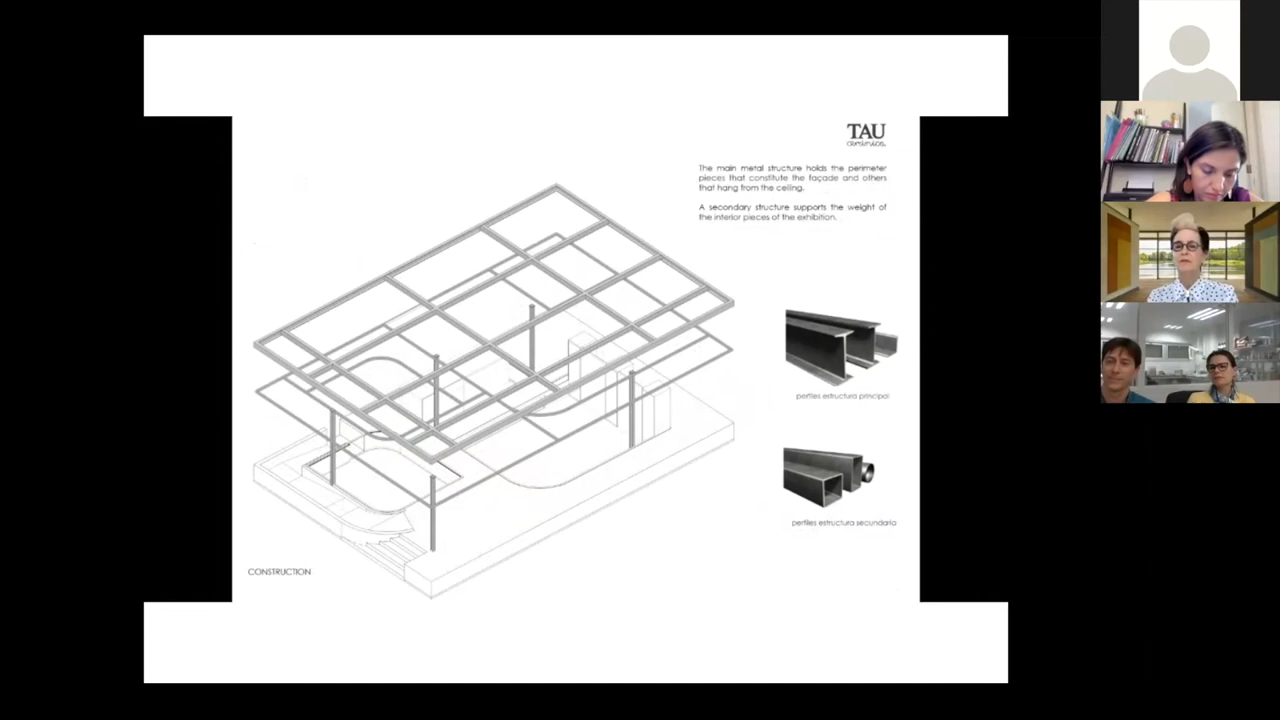 TAU
cerámica
The main metal structure holds the perimeter
pieces that constitute the façade and others
that hang from the ceiling.
A secondary structure supports the weight of
the interior pieces of the exhibition.
perfiles estructura principal
perfiles estructura secundaria
CONSTRUCTION